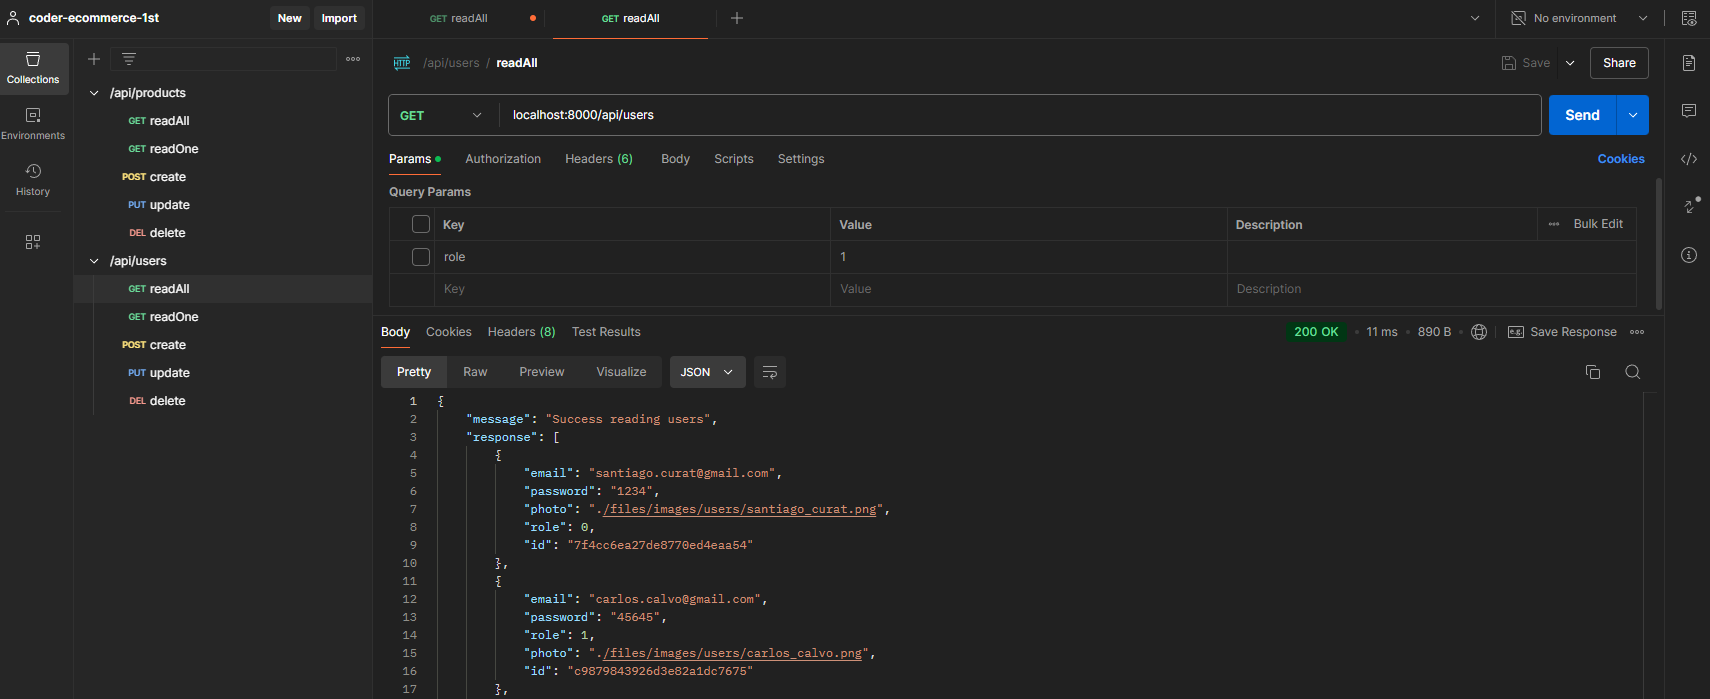 coder-ecommerce-1st
New
Import
GET readAll
GET readAll
No environment
Collections
Environments
History
/api/products
GET readAll
GET readOne
POST create
PUT update
DEL delete
/api/users
GET readAll
GET readOne
POST create
PUT update
DEL delete
HTTP /api/users / readAll
Save
Share
GET
localhost:8000/api/users
Send
Params
Authorization
Headers (6)
Body
Scripts
Settings
Cookies
Query Params
Key Value Description Bulk Edit
role 1
Key Value Description
Body
Cookies
Headers (8)
Test Results
200 OK • 11 ms • 890 B •
e.g. Save Response
Pretty
Raw
Preview
Visualize
JSON
1 {
2 "message": "Success reading users",
3 "response": [
4 {
5 "email": "santiago.curat@gmail.com",
6 "password": "1234",
7 "photo": "./files/images/users/santiago_curat.png",
8 "role": 0,
9 "id": "7f4cc6ea27de8770ed4eaa54"
10 },
11 {
12 "email": "carlos.calvo@gmail.com",
13 "password": "45645",
14 "role": 1,
15 "photo": "./files/images/users/carlos_calvo.png",
16 "id": "c9879843926d3e82a1dc7675"
17 },